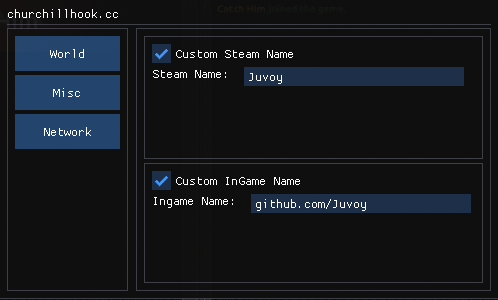 churchillhook.cc
World
Misc
Network
Custom Steam Name
Steam Name:
Juvoy
Custom InGame Name
Ingame Name:
github.com/Juvoy